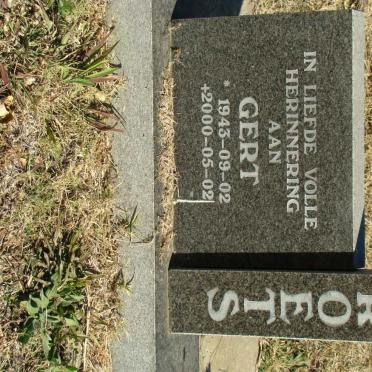 IN LIEFDE VOLLE
HERINNERING
AAN
GERT
* 1943-09-02
+2000-05-02
ROETS